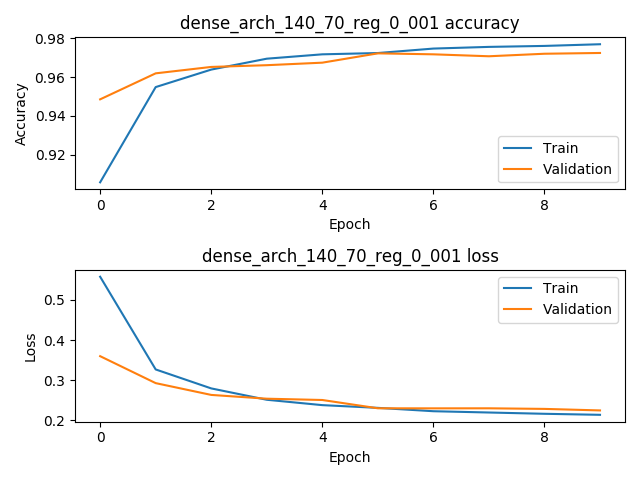 dense_arch_140_70_reg_0_001 accuracy
0.98
0.96
0.94
0.92
Accuracy
Train
Validation
0 2 4 6 8
Epoch
dense_arch_140_70_reg_0_001 loss
0.5
0.4
0.3
0.2
Loss
Train
Validation
0 2 4 6 8
Epoch